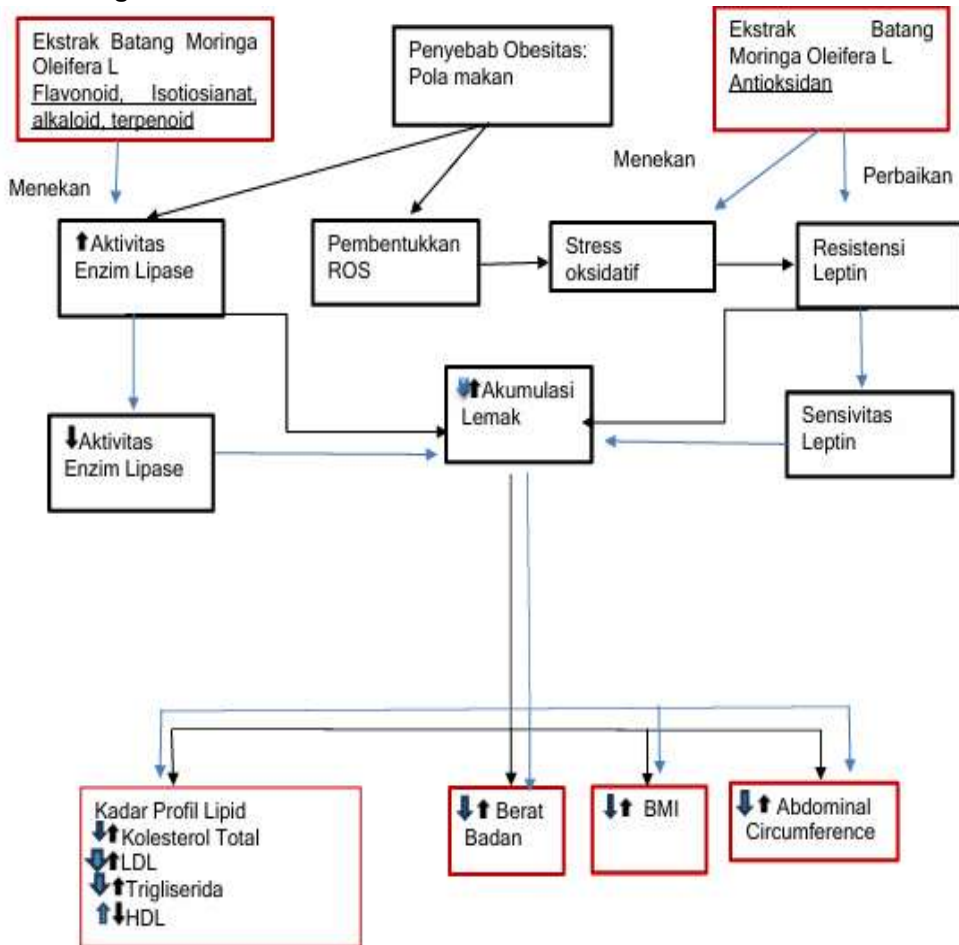 Ekstrak Batang Moringa
Oleifera L
Flavonoid, Isotiosianat,
alkaloid, terpenoid
Penyebab Obesitas:
Pola makan
Ekstrak Batang
Moringa Oleifera L
Antioksidan
Menekan
Menekan
Perbaikan
⬆Aktivitas
Enzim Lipase
Pembentukkan
ROS
Stress
oksidatif
Resistensi
Leptin
⬇⬆Akumulasi
Lemak
⬇Aktivitas
Enzim Lipase
Sensivitas
Leptin
Kadar Profil Lipid
⬇⬆Kolesterol Total
⬇⬆LDL
⬇⬆Trigliserida
⬆⬇HDL
⬇⬆ Berat
Badan
⬇⬆ BMI
⬇⬆ Abdominal
Circumference